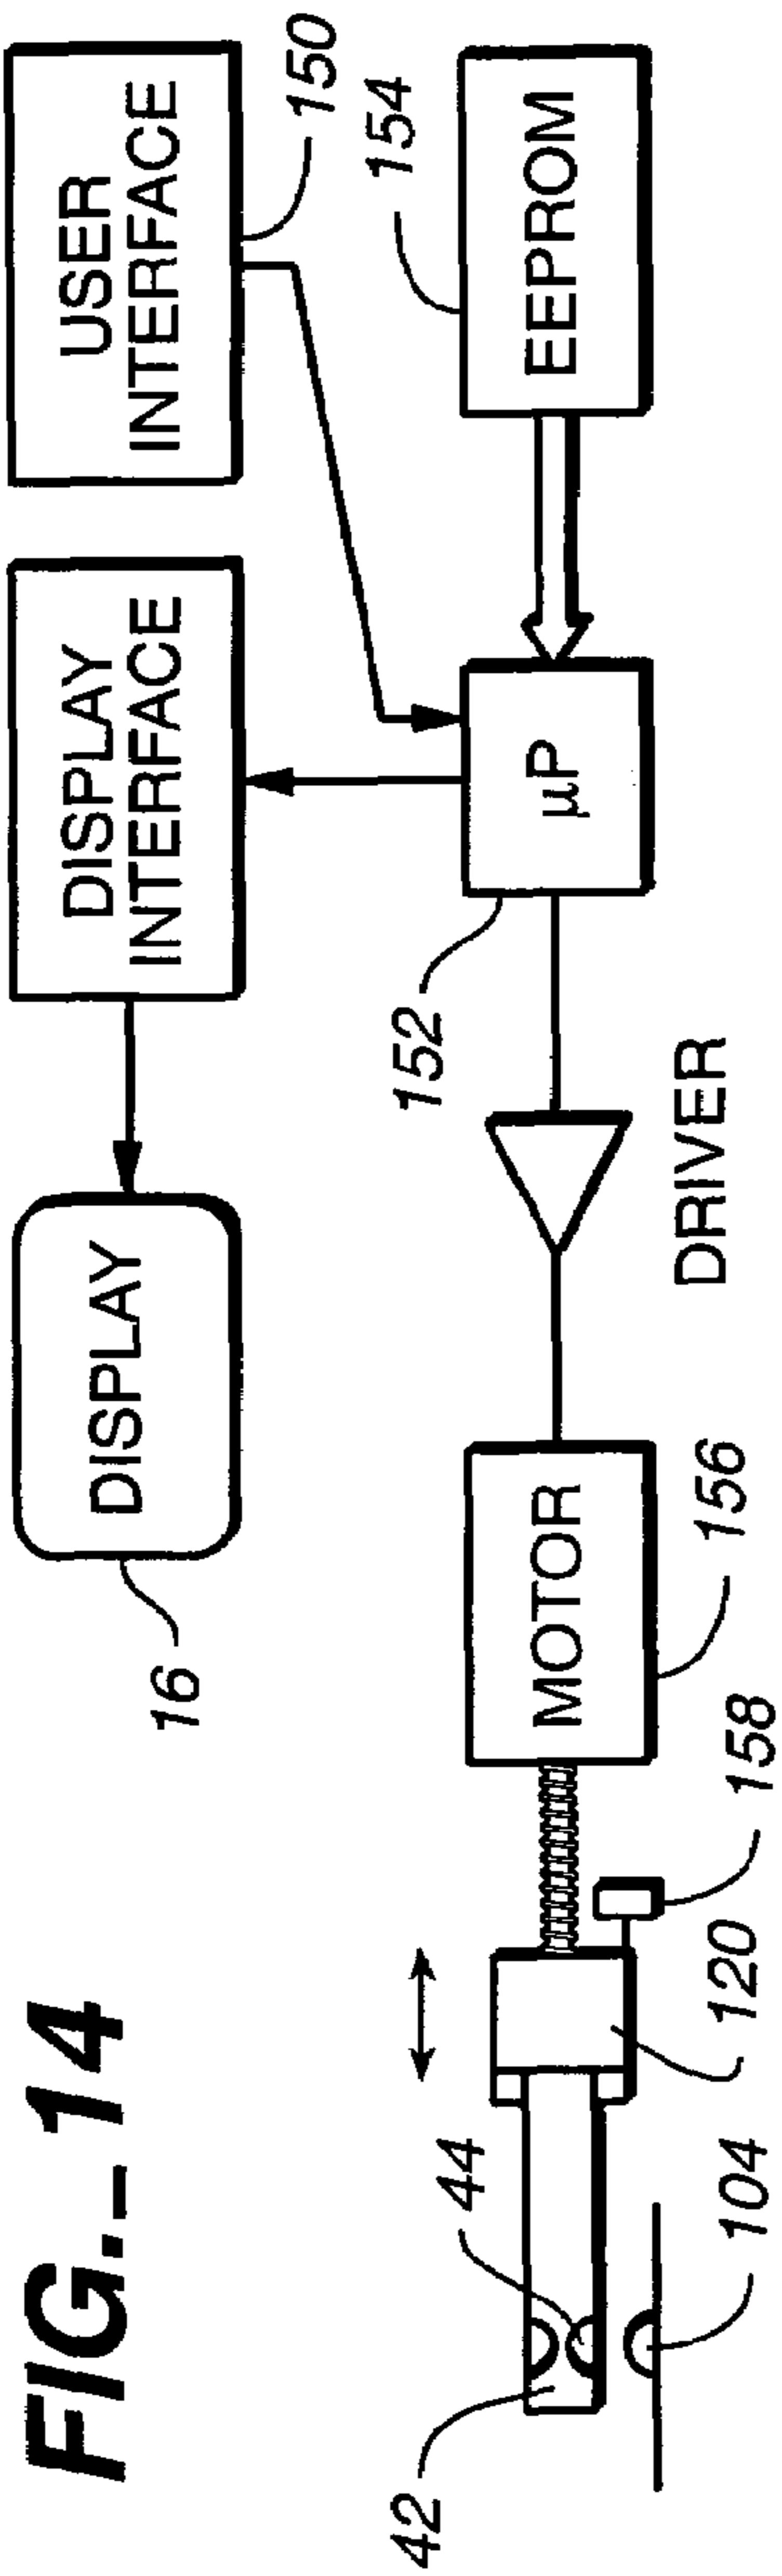 FIG._14
DISPLAY
DISPLAY
INTERFACE
USER
INTERFACE
16
150
42
44
104
120
158
MOTOR
156
DRIVER
152
µP
154
EEPROM